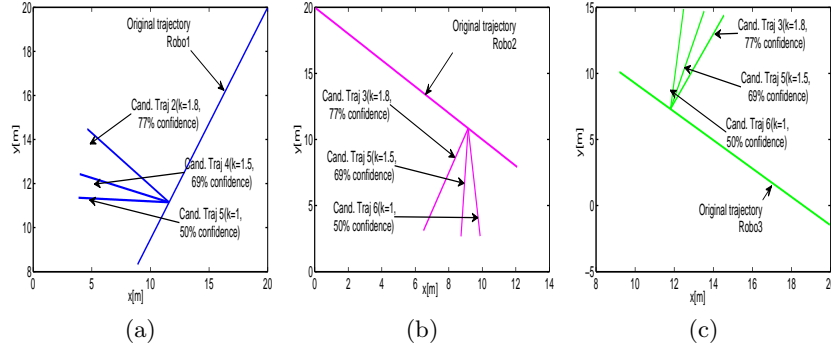 Original trajectory
Robo1
Cand. Traj 2(k=1.8,
77% confidence)
Cand. Traj 4(k=1.5,
69% confidence)
Cand. Traj 5(k=1,
50% confidence)
y[m]
20
18
16
14
12
10
8
0
5
10
15
20
x[m]
(a)
Original trajectory
Robo2
Cand. Traj 3(k=1.8,
77% confidence)
Cand. Traj 5(k=1.5,
69% confidence)
Cand. Traj 6(k=1,
50% confidence)
y[m]
20
15
10
5
0
0
2
4
6
8
10
12
14
x[m]
(b)
Cand. Traj 3(k=1.8,
77% confidence)
Cand. Traj 5(k=1.5,
69% confidence)
Cand. Traj 6(k=1,
50% confidence)
Original trajectory
Robo3
y[m]
15
10
5
0
−5
8
10
12
14
16
18
20
x[m]
(c)